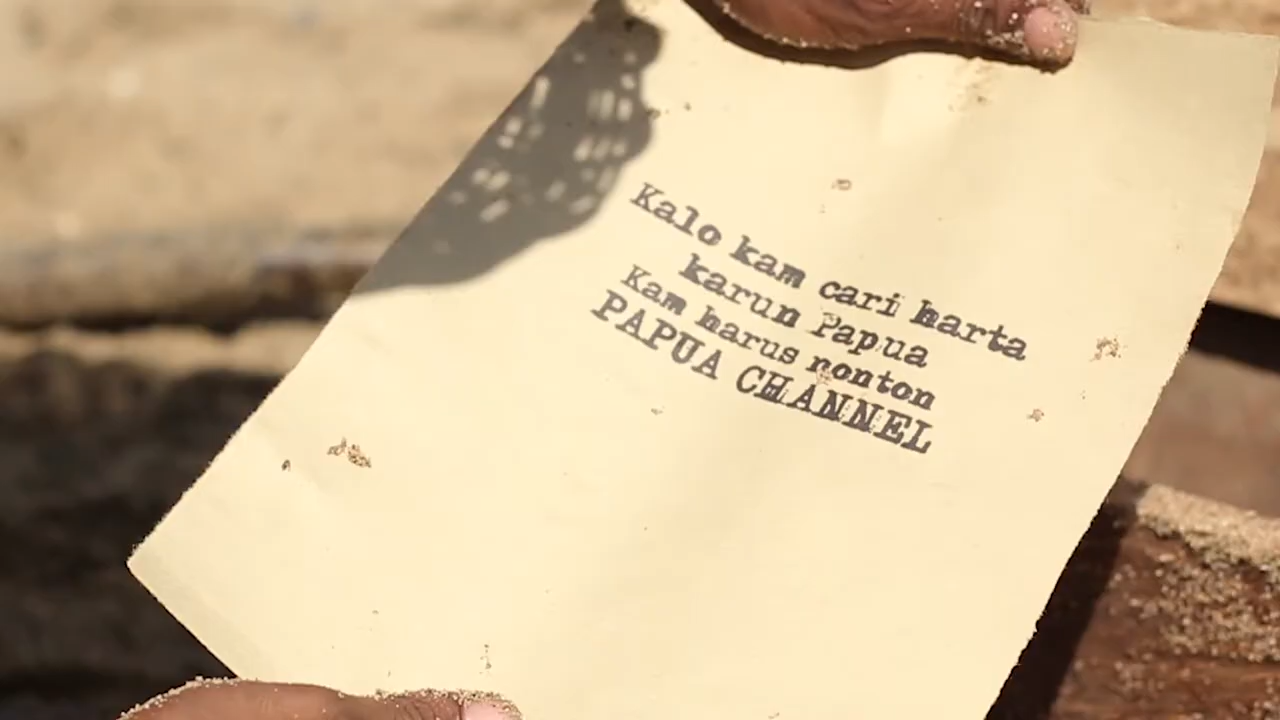 Kalo kam cari harta
karun Papua
Kam harus nonton
PAPUA CHANNEL